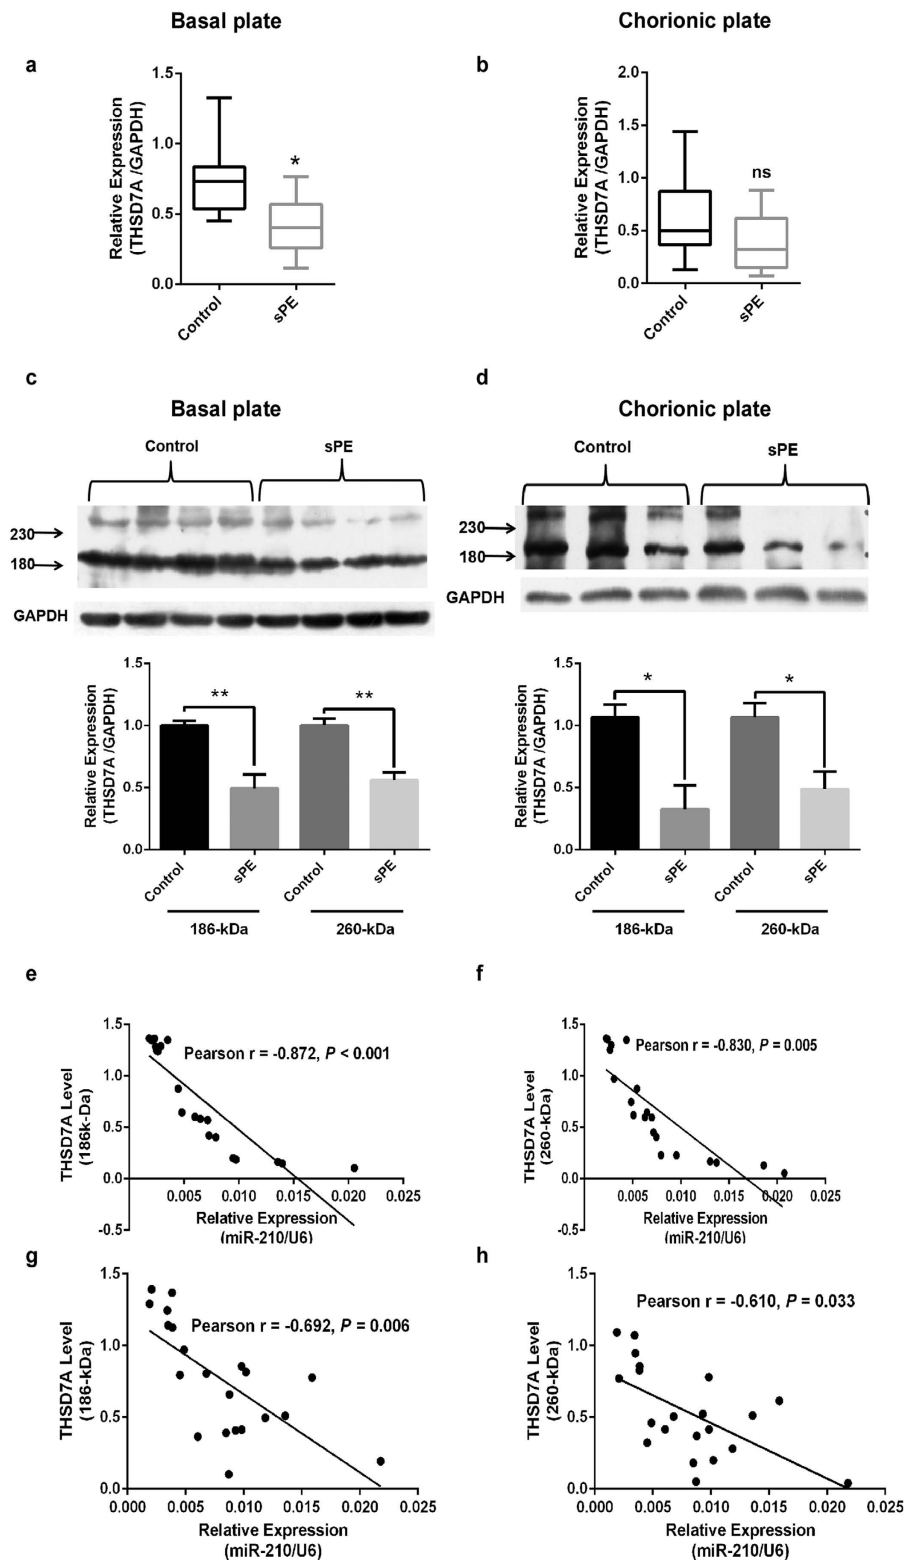 Basal plate
Chorionic plate
a
b
Relative Expression
(THSD7A /GAPDH)
1.5
1.0
0.5
0.0
*
Control
sPE
Relative Expression
(THSD7A /GAPDH)
2.0
1.5
1.0
0.5
0.0
ns
Control
sPE
c
d
Basal plate
Chorionic plate
Control
sPE
230
180
GAPDH
Control
sPE
230
180
GAPDH
Relative Expression
(THSD7A /GAPDH)
1.5
1.0
0.5
0.0
**
**
Control
sPE
Control
sPE
186-kDa
260-kDa
Relative Expression
(THSD7A /GAPDH)
1.5
1.0
0.5
0.0
*
*
Control
sPE
Control
sPE
186-kDa
260-kDa
e
f
THSD7A Level
(186k-Da)
1.5
1.0
0.5
0.0
-0.5
Pearson r = -0.872, P < 0.001
0.005
0.010
0.015
0.020
0.025
Relative Expression
(miR-210/U6)
THSD7A Level
(260-kDa)
1.5
1.0
0.5
0.0
-0.5
Pearson r = -0.830, P = 0.005
0.005
0.010
0.015
0.020
0.025
Relative Expression
(miR-210/U6)
g
h
THSD7A Level
(186-kDa)
1.5
1.0
0.5
0.0
Pearson r = -0.692, P = 0.006
0.000
0.005
0.010
0.015
0.020
0.025
Relative Expression
(miR-210/U6)
THSD7A Level
(260-kDa)
1.5
1.0
0.5
0.0
Pearson r = -0.610, P = 0.033
0.000
0.005
0.010
0.015
0.020
0.025
Relative Expression
(miR-210/U6)